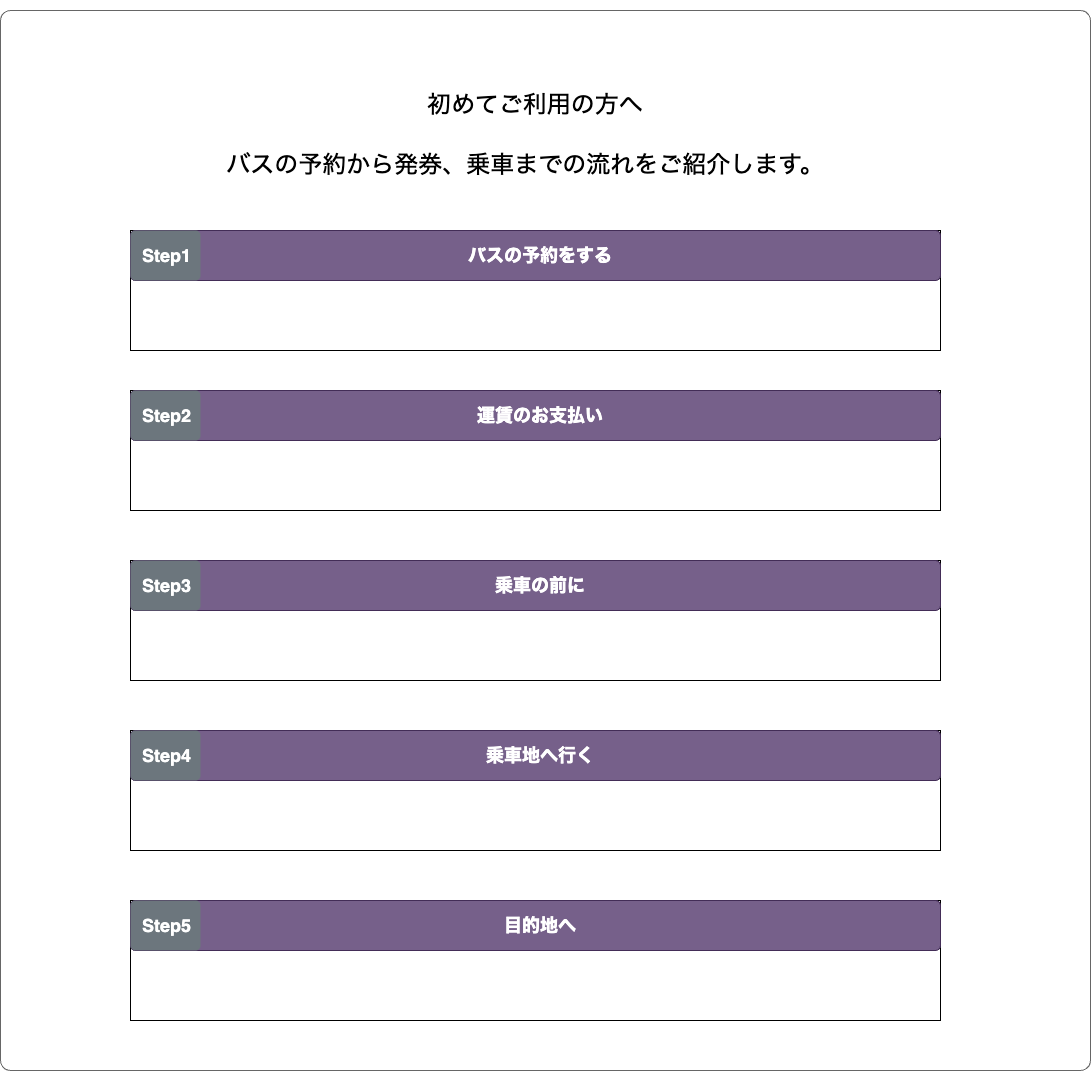 初めてご利用の方へ
バスの予約から発券、乗車までの流れをご紹介します。
Step1 バスの予約をする
Step2 運賃のお支払い
Step3 乗車の前に
Step4 乗車地へ行く
Step5 目的地へ